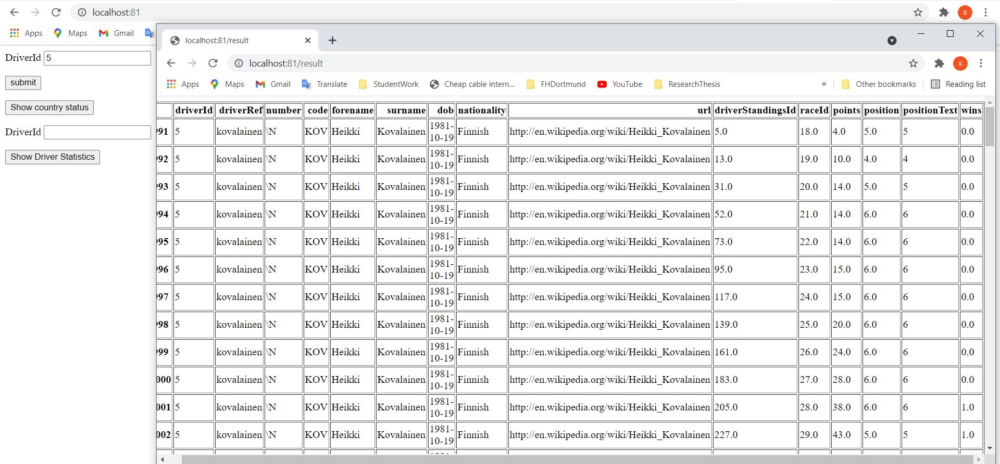 localhost:81
S
Apps Maps Gmail
DriverId 5
submit
Show country status
DriverId
Show Driver Statistics
localhost:81/result
localhost:81/result
S
Apps Maps Gmail Translate StudentWork Cheap cable intern... FHDortmund YouTube ResearchThesis » Other bookmarks Reading list
driverId driverRef number code forename surname dob nationality url driverStandingsId raceId points position positionText wins
991 5 kovalainen \N KOV Heikki Kovalainen 1981-10-19 Finnish http://en.wikipedia.org/wiki/Heikki_Kovalainen 5.0 18.0 4.0 5.0 5 0.0
992 5 kovalainen \N KOV Heikki Kovalainen 1981-10-19 Finnish http://en.wikipedia.org/wiki/Heikki_Kovalainen 13.0 19.0 10.0 4.0 4 0.0
993 5 kovalainen \N KOV Heikki Kovalainen 1981-10-19 Finnish http://en.wikipedia.org/wiki/Heikki_Kovalainen 31.0 20.0 14.0 5.0 5 0.0
994 5 kovalainen \N KOV Heikki Kovalainen 1981-10-19 Finnish http://en.wikipedia.org/wiki/Heikki_Kovalainen 52.0 21.0 14.0 6.0 6 0.0
995 5 kovalainen \N KOV Heikki Kovalainen 1981-10-19 Finnish http://en.wikipedia.org/wiki/Heikki_Kovalainen 73.0 22.0 14.0 6.0 6 0.0
996 5 kovalainen \N KOV Heikki Kovalainen 1981-10-19 Finnish http://en.wikipedia.org/wiki/Heikki_Kovalainen 95.0 23.0 15.0 6.0 6 0.0
997 5 kovalainen \N KOV Heikki Kovalainen 1981-10-19 Finnish http://en.wikipedia.org/wiki/Heikki_Kovalainen 117.0 24.0 15.0 6.0 6 0.0
998 5 kovalainen \N KOV Heikki Kovalainen 1981-10-19 Finnish http://en.wikipedia.org/wiki/Heikki_Kovalainen 139.0 25.0 20.0 6.0 6 0.0
999 5 kovalainen \N KOV Heikki Kovalainen 1981-10-19 Finnish http://en.wikipedia.org/wiki/Heikki_Kovalainen 161.0 26.0 24.0 6.0 6 0.0
000 5 kovalainen \N KOV Heikki Kovalainen 1981-10-19 Finnish http://en.wikipedia.org/wiki/Heikki_Kovalainen 183.0 27.0 28.0 6.0 6 0.0
001 5 kovalainen \N KOV Heikki Kovalainen 1981-10-19 Finnish http://en.wikipedia.org/wiki/Heikki_Kovalainen 205.0 28.0 38.0 6.0 6 1.0
002 5 kovalainen \N KOV Heikki Kovalainen 1981-10-19 Finnish http://en.wikipedia.org/wiki/Heikki_Kovalainen 227.0 29.0 43.0 5.0 5 1.0